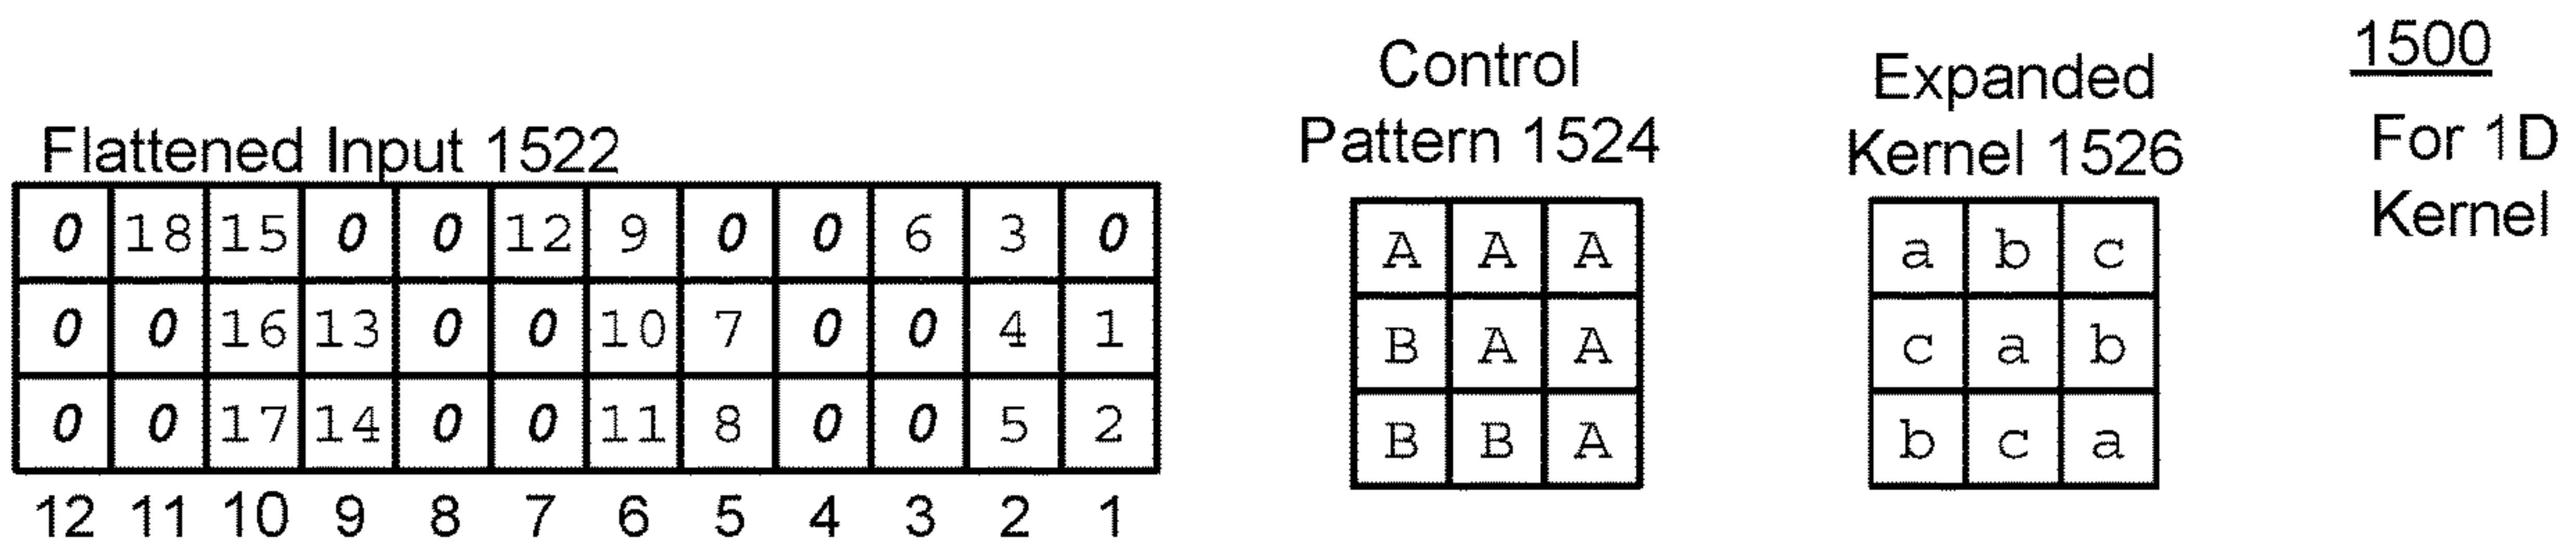 1500
For 1D
Kernel
Flattened Input 1522
0 18 15 0 0 12 9 0 0 6 3 0
0 0 16 13 0 0 10 7 0 0 4 1
0 0 17 14 0 0 11 8 0 0 5 2
12 11 10 9 8 7 6 5 4 3 2 1
Control
Pattern 1524
A A A
B A A
B B A
Expanded
Kernel 1526
a b c
c a b
b c a